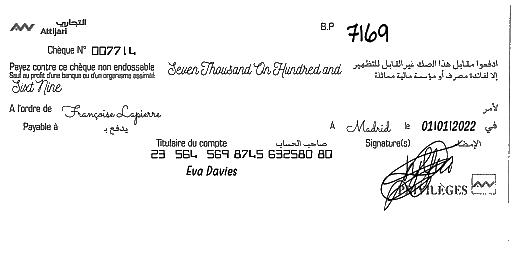 التجاري
Attijari
B.P 7169
Chèque N° 007714
Payez contre ce chèque non endossable Seven Thousand On Hundred and ادفعوا مقابل هذا الصك غير القابل للتظهير
Seul au profit d'une banque ou d'un organisme assimilé إلا لفائدة مصرف أو مؤسسة مالية مماثلة
Sixt Nine
A l'ordre de Françoise Lapierre لأمر
Payable à يدفع بـ A Madrid le 01/01/2022 في
Titulaire du compte صاحب الحساب Signature(s) الإمضاء
23 564 569 8745 632580 80
Eva Davies
PRIVILÈGES